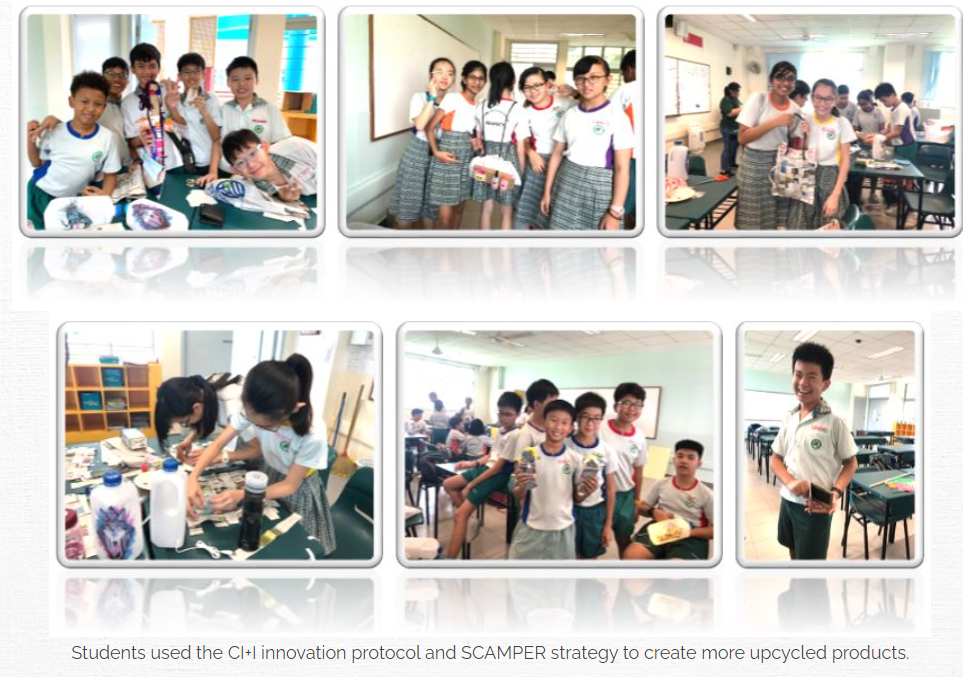 Students used the CI+I innovation protocol and SCAMPER strategy to create more upcycled products.